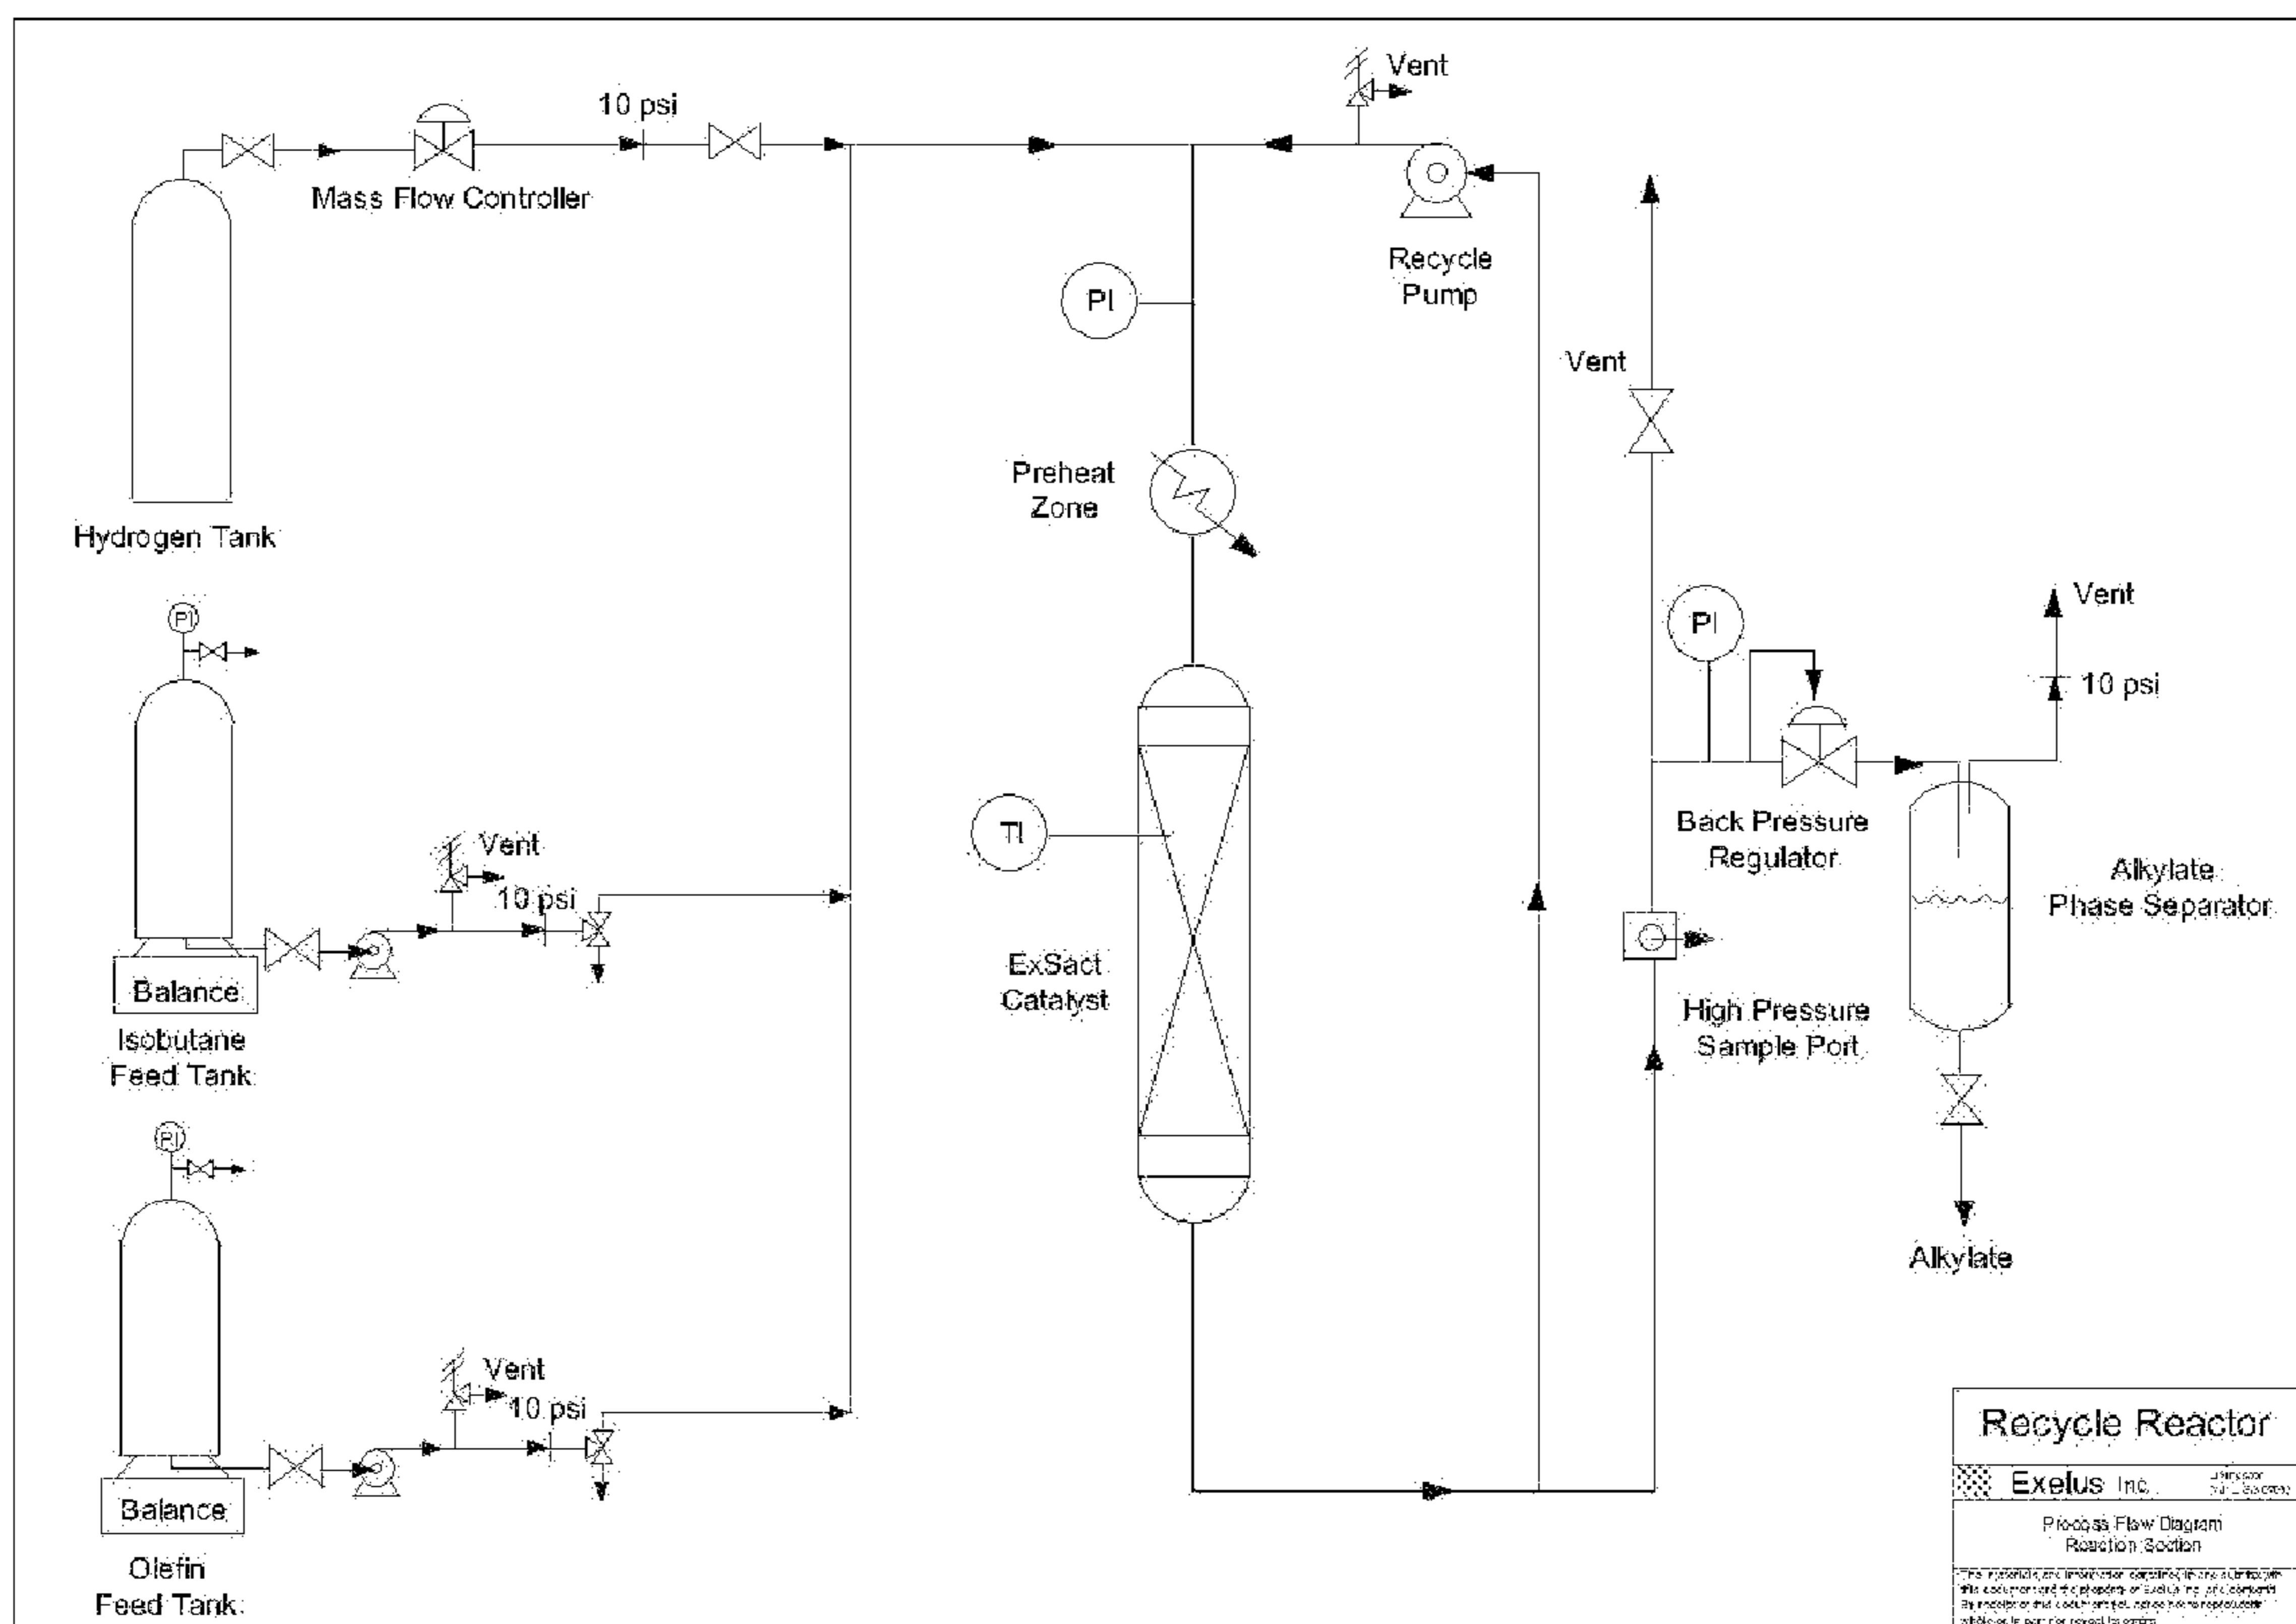 Vent
10 psi
Mass Flow Controller
Recycle
Pump
PI
Vent
Preheat
Zone
Hydrogen Tank
PI
PI
Vent
10 psi
Vent
10 psi
TI
Back Pressure
Regulator
Alkylate
Phase Separator
ExSact
Catalyst
Balance
High Pressure
Sample Port
Isobutane
Feed Tank
PI
Alkylate
Vent
10 psi
Recycle Reactor
Exelus Inc.
Balance
Process Flow Diagram
Reaction Section
Olefin
Feed Tank